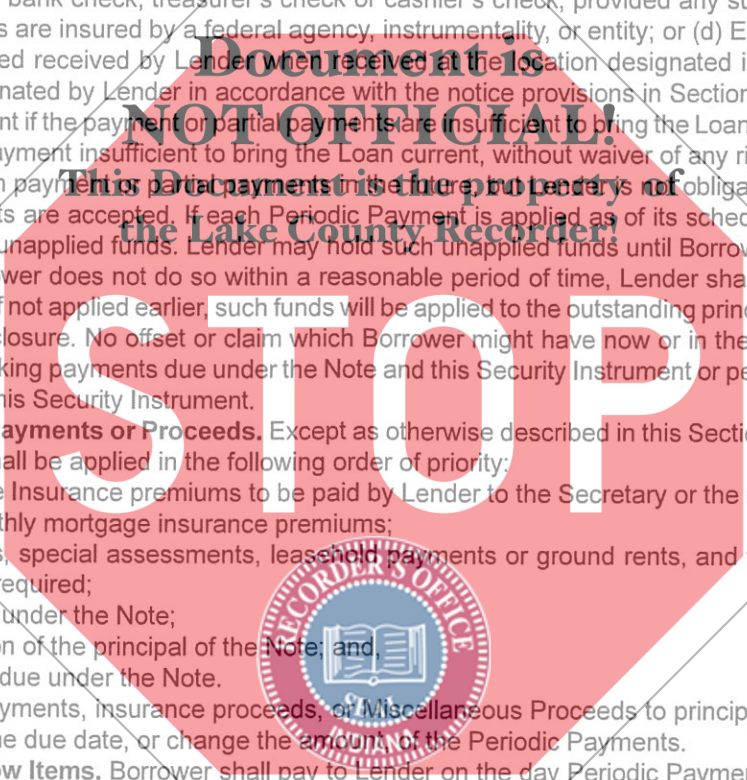 bank check, treasurer's check or cashier's check, provided any su
s are insured by a federal agency, instrumentality, or entity; or (d) E
Document is
ed received by Lender when received at the location designated i
nated by Lender in accordance with the notice provisions in Section
NOT OFFICIAL!
nt if the payment or partial payments are insufficient to bring the Loan
ayment insufficient to bring the Loan current, without waiver of any ri
This Document is the property of
h payment or partial payments in the future, but Lender is not obliga
ts are accepted. If each Periodic Payment is applied as of its sched
the Lake County Recorder!
unapplied funds. Lender may hold such unapplied funds until Borrow
wer does not do so within a reasonable period of time, Lender sha
f not applied earlier, such funds will be applied to the outstanding princ
closure. No offset or claim which Borrower might have now or in the
king payments due under the Note and this Security Instrument or pe
his Security Instrument.
STOP
ayments or Proceeds. Except as otherwise described in this Secti
all be applied in the following order of priority:
e Insurance premiums to be paid by Lender to the Secretary or the
thly mortgage insurance premiums;
s, special assessments, leasehold payments or ground rents, and
required;
under the Note;
on of the principal of the Note; and,
due under the Note.
RECORDER'S OFFICE
SEAL
INDIANA
yments, insurance proceeds, or Miscellaneous Proceeds to princip
e due date, or change the amount, of the Periodic Payments.
ow Items. Borrower shall pay to Lender on the day Periodic Paymen